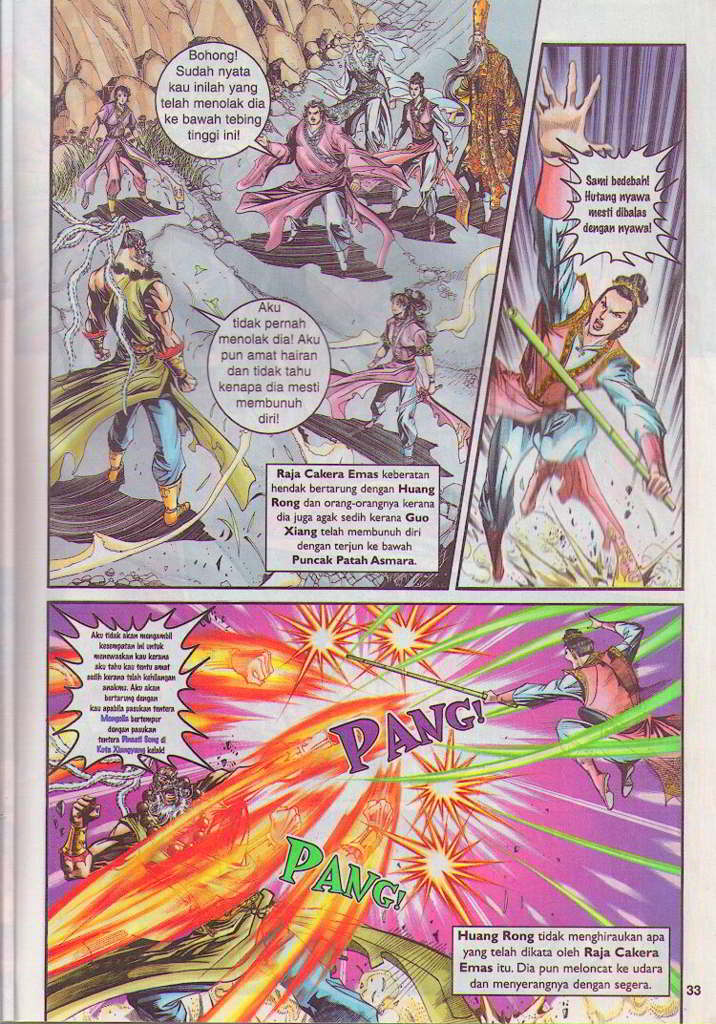 Bohong!
Sudah nyata
kau inilah yang
telah menolak dia
ke bawah tebing
tinggi ini!
Aku
tidak pernah
menolak dia! Aku
pun amat hairan
dan tidak tahu
kenapa dia mesti
membunuh
diri!
Raja Cakera Emas keberatan
hendak bertarung dengan Huang
Rong dan orang-orangnya kerana
dia juga agak sedih kerana Guo
Xiang telah membunuh diri
dengan terjun ke bawah
Puncak Patah Asmara.
Sami bedebah!
Hutang nyawa
mesti dibalas
dengan nyawa!
Aku tidak akan mengambil
kesempatan ini untuk
menewaskan kau kerana
aku tahu kau tentu amat
sedih kerana telah kehilangan
anakmu. Aku akan
bertarung dengan
kau apabila pasukan tentera
Mongolia bertempur
dengan pasukan
tentera Dinasti Song di
Kota Xiangyang kelak!
PANG!
PANG!
Huang Rong tidak menghiraukan apa
yang telah dikata oleh Raja Cakera
Emas itu. Dia pun meloncat ke udara
dan menyerangnya dengan segera.
33